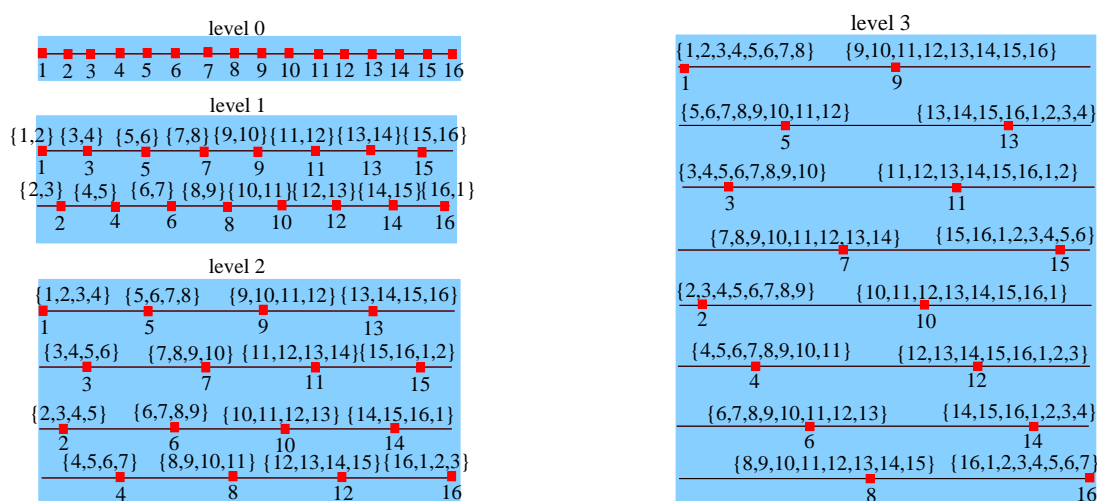 level 0
1 2 3 4 5 6 7 8 9 10 11 12 13 14 15 16
level 1
{1,2} {3,4} {5,6} {7,8} {9,10} {11,12} {13,14} {15,16}
1 3 5 7 9 11 13 15
{2,3} {4,5} {6,7} {8,9} {10,11} {12,13} {14,15} {16,1}
2 4 6 8 10 12 14 16
level 2
{1,2,3,4} {5,6,7,8} {9,10,11,12} {13,14,15,16}
1 5 9 13
{3,4,5,6} {7,8,9,10} {11,12,13,14} {15,16,1,2}
3 7 11 15
{2,3,4,5} {6,7,8,9} {10,11,12,13} {14,15,16,1}
2 6 10 14
{4,5,6,7} {8,9,10,11} {12,13,14,15} {16,1,2,3}
4 8 12 16
level 3
{1,2,3,4,5,6,7,8} {9,10,11,12,13,14,15,16}
1 9
{5,6,7,8,9,10,11,12} {13,14,15,16,1,2,3,4}
5 13
{3,4,5,6,7,8,9,10} {11,12,13,14,15,16,1,2}
3 11
{7,8,9,10,11,12,13,14} {15,16,1,2,3,4,5,6}
7 15
{2,3,4,5,6,7,8,9} {10,11,12,13,14,15,16,1}
2 10
{4,5,6,7,8,9,10,11} {12,13,14,15,16,1,2,3}
4 12
{6,7,8,9,10,11,12,13} {14,15,16,1,2,3,4}
6 14
{8,9,10,11,12,13,14,15} {16,1,2,3,4,5,6,7}
8 16